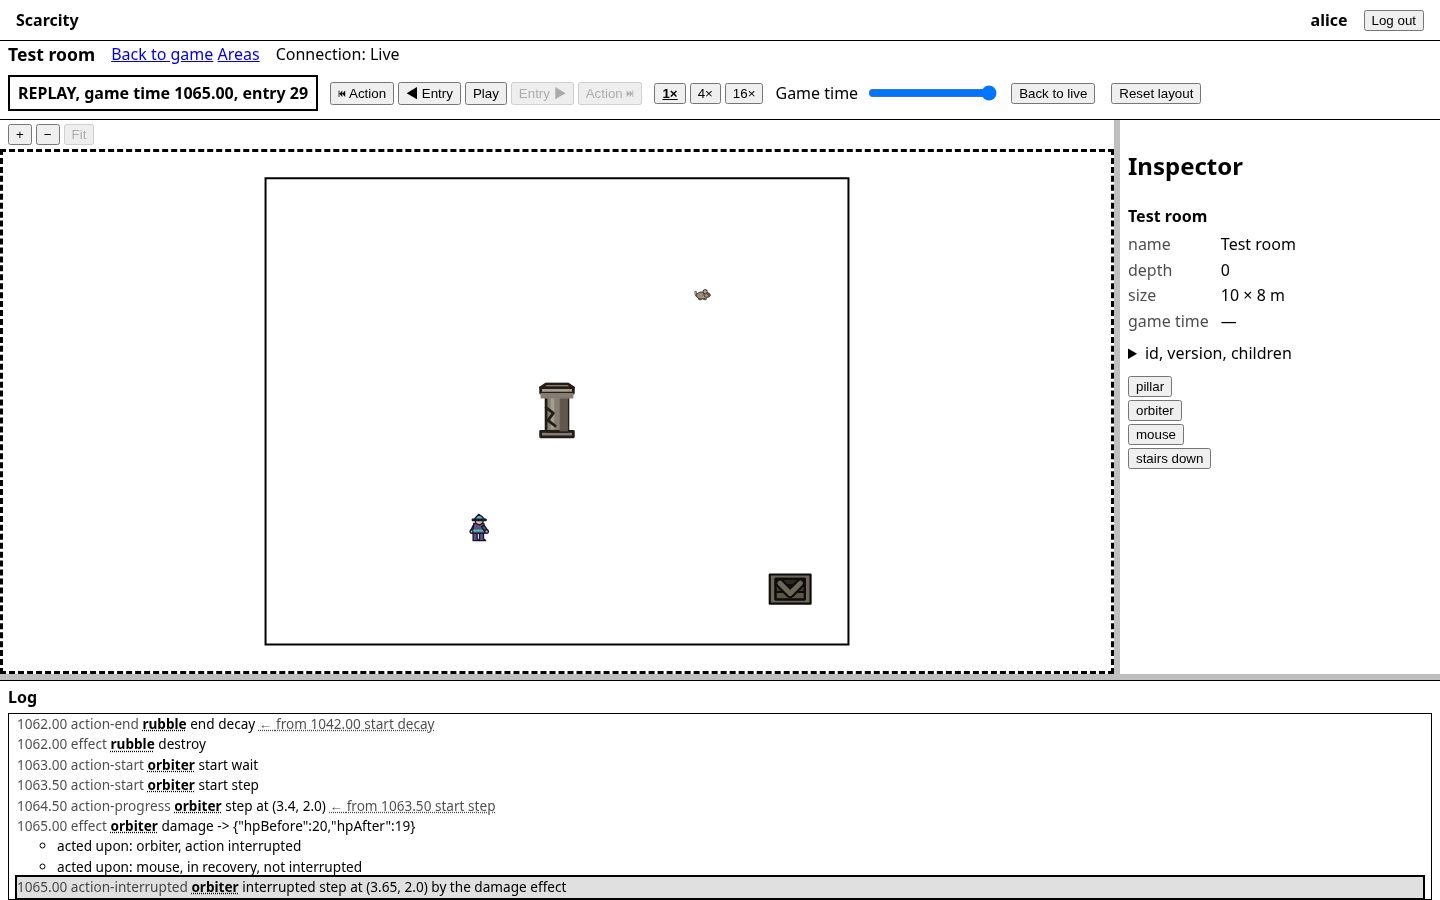 Scarcity
alice Log out
Test room Back to game Areas Connection: Live
REPLAY, game time 1065.00, entry 29 ⏮ Action ◀ Entry Play Entry ▶ Action ⏭ 1× 4× 16× Game time Back to live Reset layout
+ − Fit
Inspector
Test room
name Test room
depth 0
size 10 × 8 m
game time —
▶ id, version, children
pillar
orbiter
mouse
stairs down
Log
1062.00 action-end rubble end decay ← from 1042.00 start decay
1062.00 effect rubble destroy
1063.00 action-start orbiter start wait
1063.50 action-start orbiter start step
1064.50 action-progress orbiter step at (3.4, 2.0) ← from 1063.50 start step
1065.00 effect orbiter damage -> {"hpBefore":20,"hpAfter":19}
acted upon: orbiter, action interrupted
acted upon: mouse, in recovery, not interrupted
1065.00 action-interrupted orbiter interrupted step at (3.65, 2.0) by the damage effect